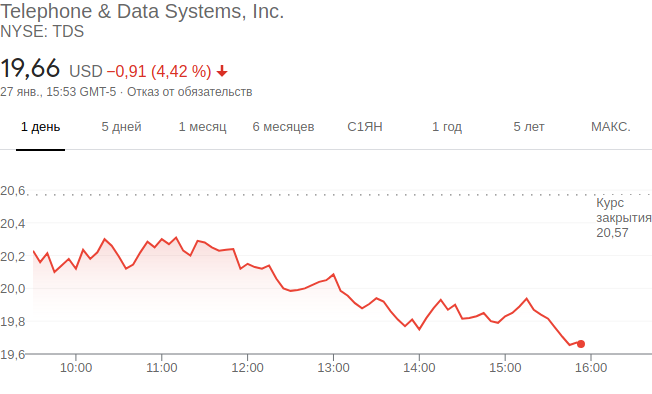 Telephone & Data Systems, Inc.
NYSE: TDS
19,66 USD −0,91 (4,42 %)
27 янв., 15:53 GMT-5 · Отказ от обязательств
1 день 5 дней 1 месяц 6 месяцев С1ЯН 1 год 5 лет МАКС.
20,6
Курс
закрытия
20,57
20,4
20,2
20,0
19,8
19,6
10:00 11:00 12:00 13:00 14:00 15:00 16:00